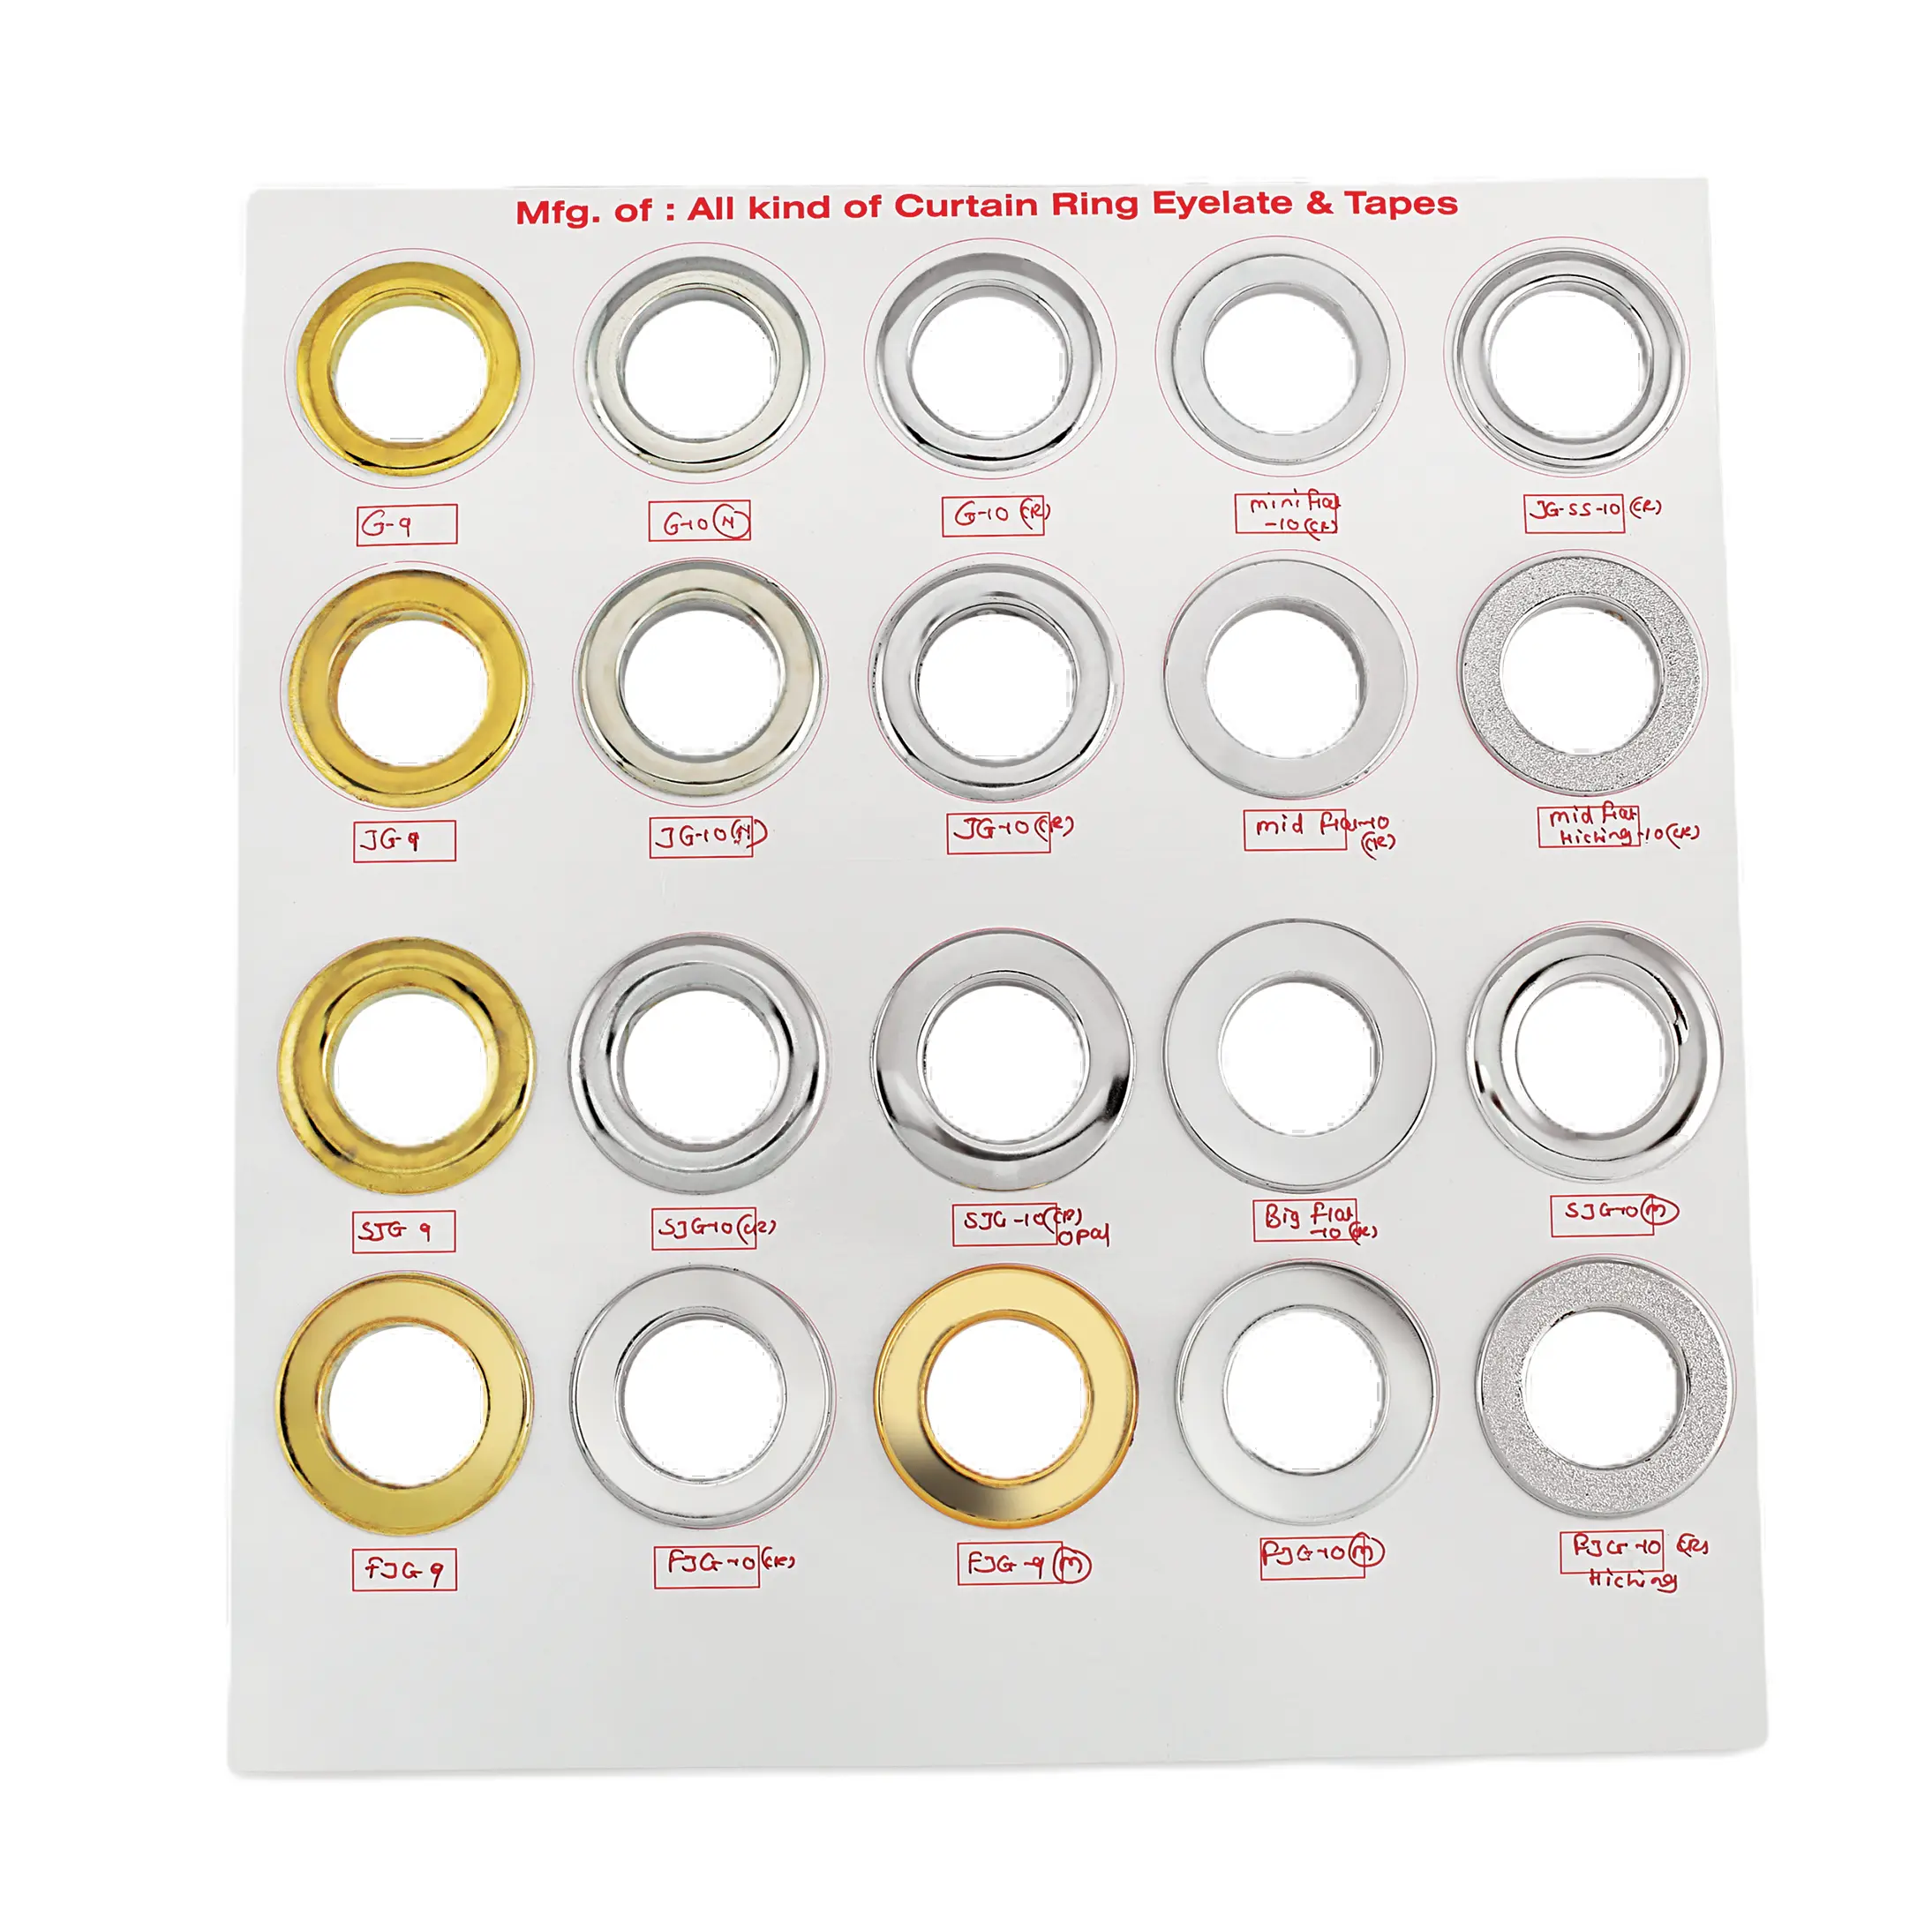 Mfg. of : All kind of Curtain Ring Eyelate & Tapes
G-9
G-10 (N)
G-10 (CR)
mini flat
-10 (CR)
JG-SS-10 (CR)
JG-9
JG-10 (N)
JG-10 (CR)
mid flat-10
(CR)
mid flat
Hiching-10 (CR)
SJG 9
SJG-10 (CR)
SJG-10 (CR)
opal
Big flat
-10 (CR)
SJG-10 (M)
FJG 9
FJG-10 (CR)
FJG-9 (M)
FJG-10 (M)
FJG-10 (CR)
Hiching